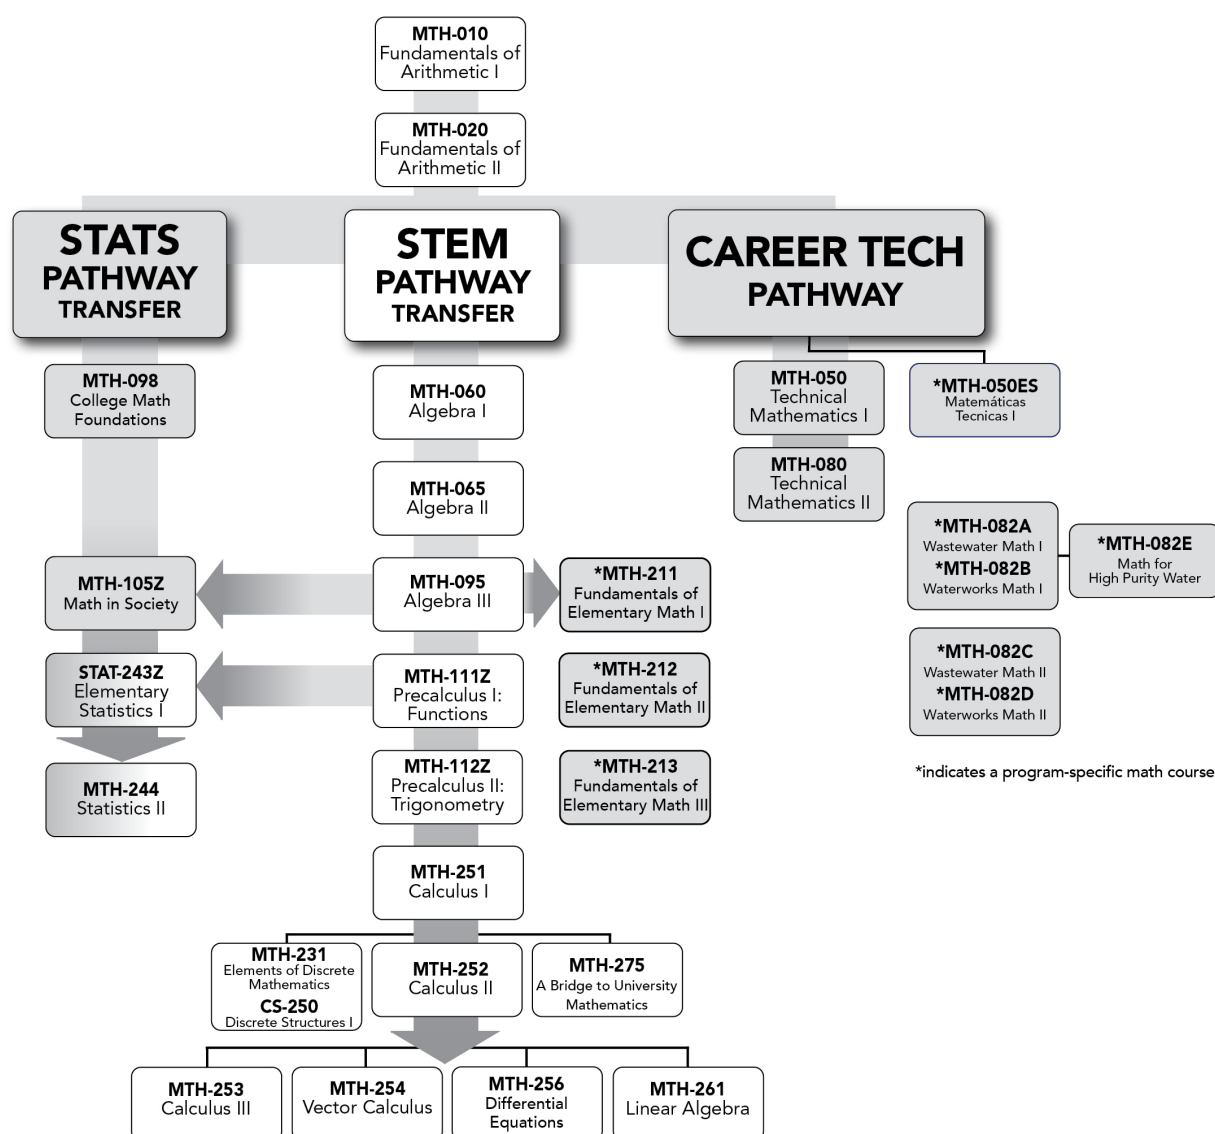 MTH-010
Fundamentals of
Arithmetic I
MTH-020
Fundamentals of
Arithmetic II
STATS
PATHWAY
TRANSFER
STEM
PATHWAY
TRANSFER
CAREER TECH
PATHWAY
MTH-098
College Math
Foundations
MTH-060
Algebra I
MTH-050
Technical
Mathematics I
*MTH-050ES
Matemáticas
Tecnicas I
MTH-065
Algebra II
MTH-080
Technical
Mathematics II
*MTH-082A
Wastewater Math I
*MTH-082B
Waterworks Math I
*MTH-082E
Math for
High Purity Water
MTH-105Z
Math in Society
MTH-095
Algebra III
*MTH-211
Fundamentals of
Elementary Math I
STAT-243Z
Elementary
Statistics I
MTH-111Z
Precalculus I:
Functions
*MTH-212
Fundamentals of
Elementary Math II
*MTH-082C
Wastewater Math II
*MTH-082D
Waterworks Math II
MTH-244
Statistics II
MTH-112Z
Precalculus II:
Trigonometry
*MTH-213
Fundamentals of
Elementary Math III
*indicates a program-specific math course
MTH-251
Calculus I
MTH-231
Elements of Discrete
Mathematics
CS-250
Discrete Structures I
MTH-252
Calculus II
MTH-275
A Bridge to University
Mathematics
MTH-253
Calculus III
MTH-254
Vector Calculus
MTH-256
Differential
Equations
MTH-261
Linear Algebra